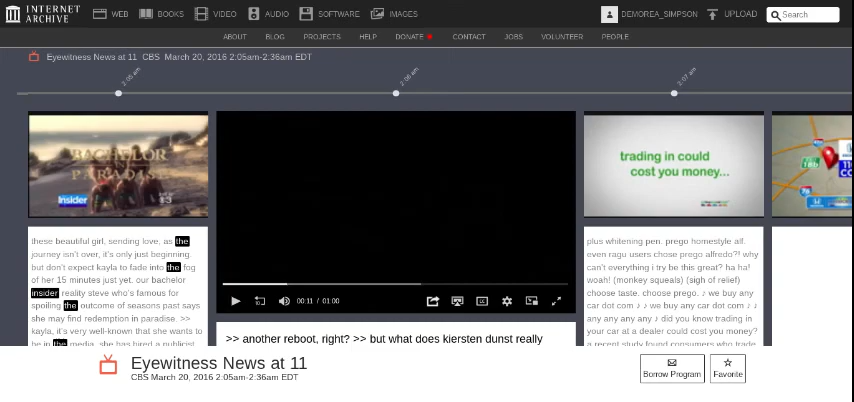 INTERNET ARCHIVE
WEB BOOKS VIDEO AUDIO SOFTWARE IMAGES
DEMOREA_SIMPSON UPLOAD Search
ABOUT BLOG PROJECTS HELP DONATE CONTACT JOBS VOLUNTEER PEOPLE
Eyewitness News at 11 CBS March 20, 2016 2:05am-2:36am EDT
2:05 am
2:06 am
2:07 am
BACHELOR
PARADISE
Insider
trading in could
cost you money...
these beautiful girl, sending love, as the
journey isn't over, it's only just beginning.
but don't expect kayla to fade into the fog
of her 15 minutes just yet. our bachelor
insider reality steve who's famous for
spoiling the outcome of seasons past says
she may find redemption in paradise. >>
kayla, it's very well-known that she wants to
be in the media. she has hired a publicist
00:11 / 01:00
>> another reboot, right? >> but what does kiersten dunst really
plus whitening pen. prego homestyle alf.
even ragu users chose prego alfredo?! why
can't everything i try be this great? ha ha!
woah! (monkey squeals) (sigh of relief)
choose taste. choose prego. ♪ we buy any
car dot com ♪ ♪ we buy any car dot com ♪ ♪
any any any any ♪ did you know trading in
your car at a dealer could cost you money?
a recent study found consumers who trade
Eyewitness News at 11
CBS March 20, 2016 2:05am-2:36am EDT
Borrow Program
Favorite